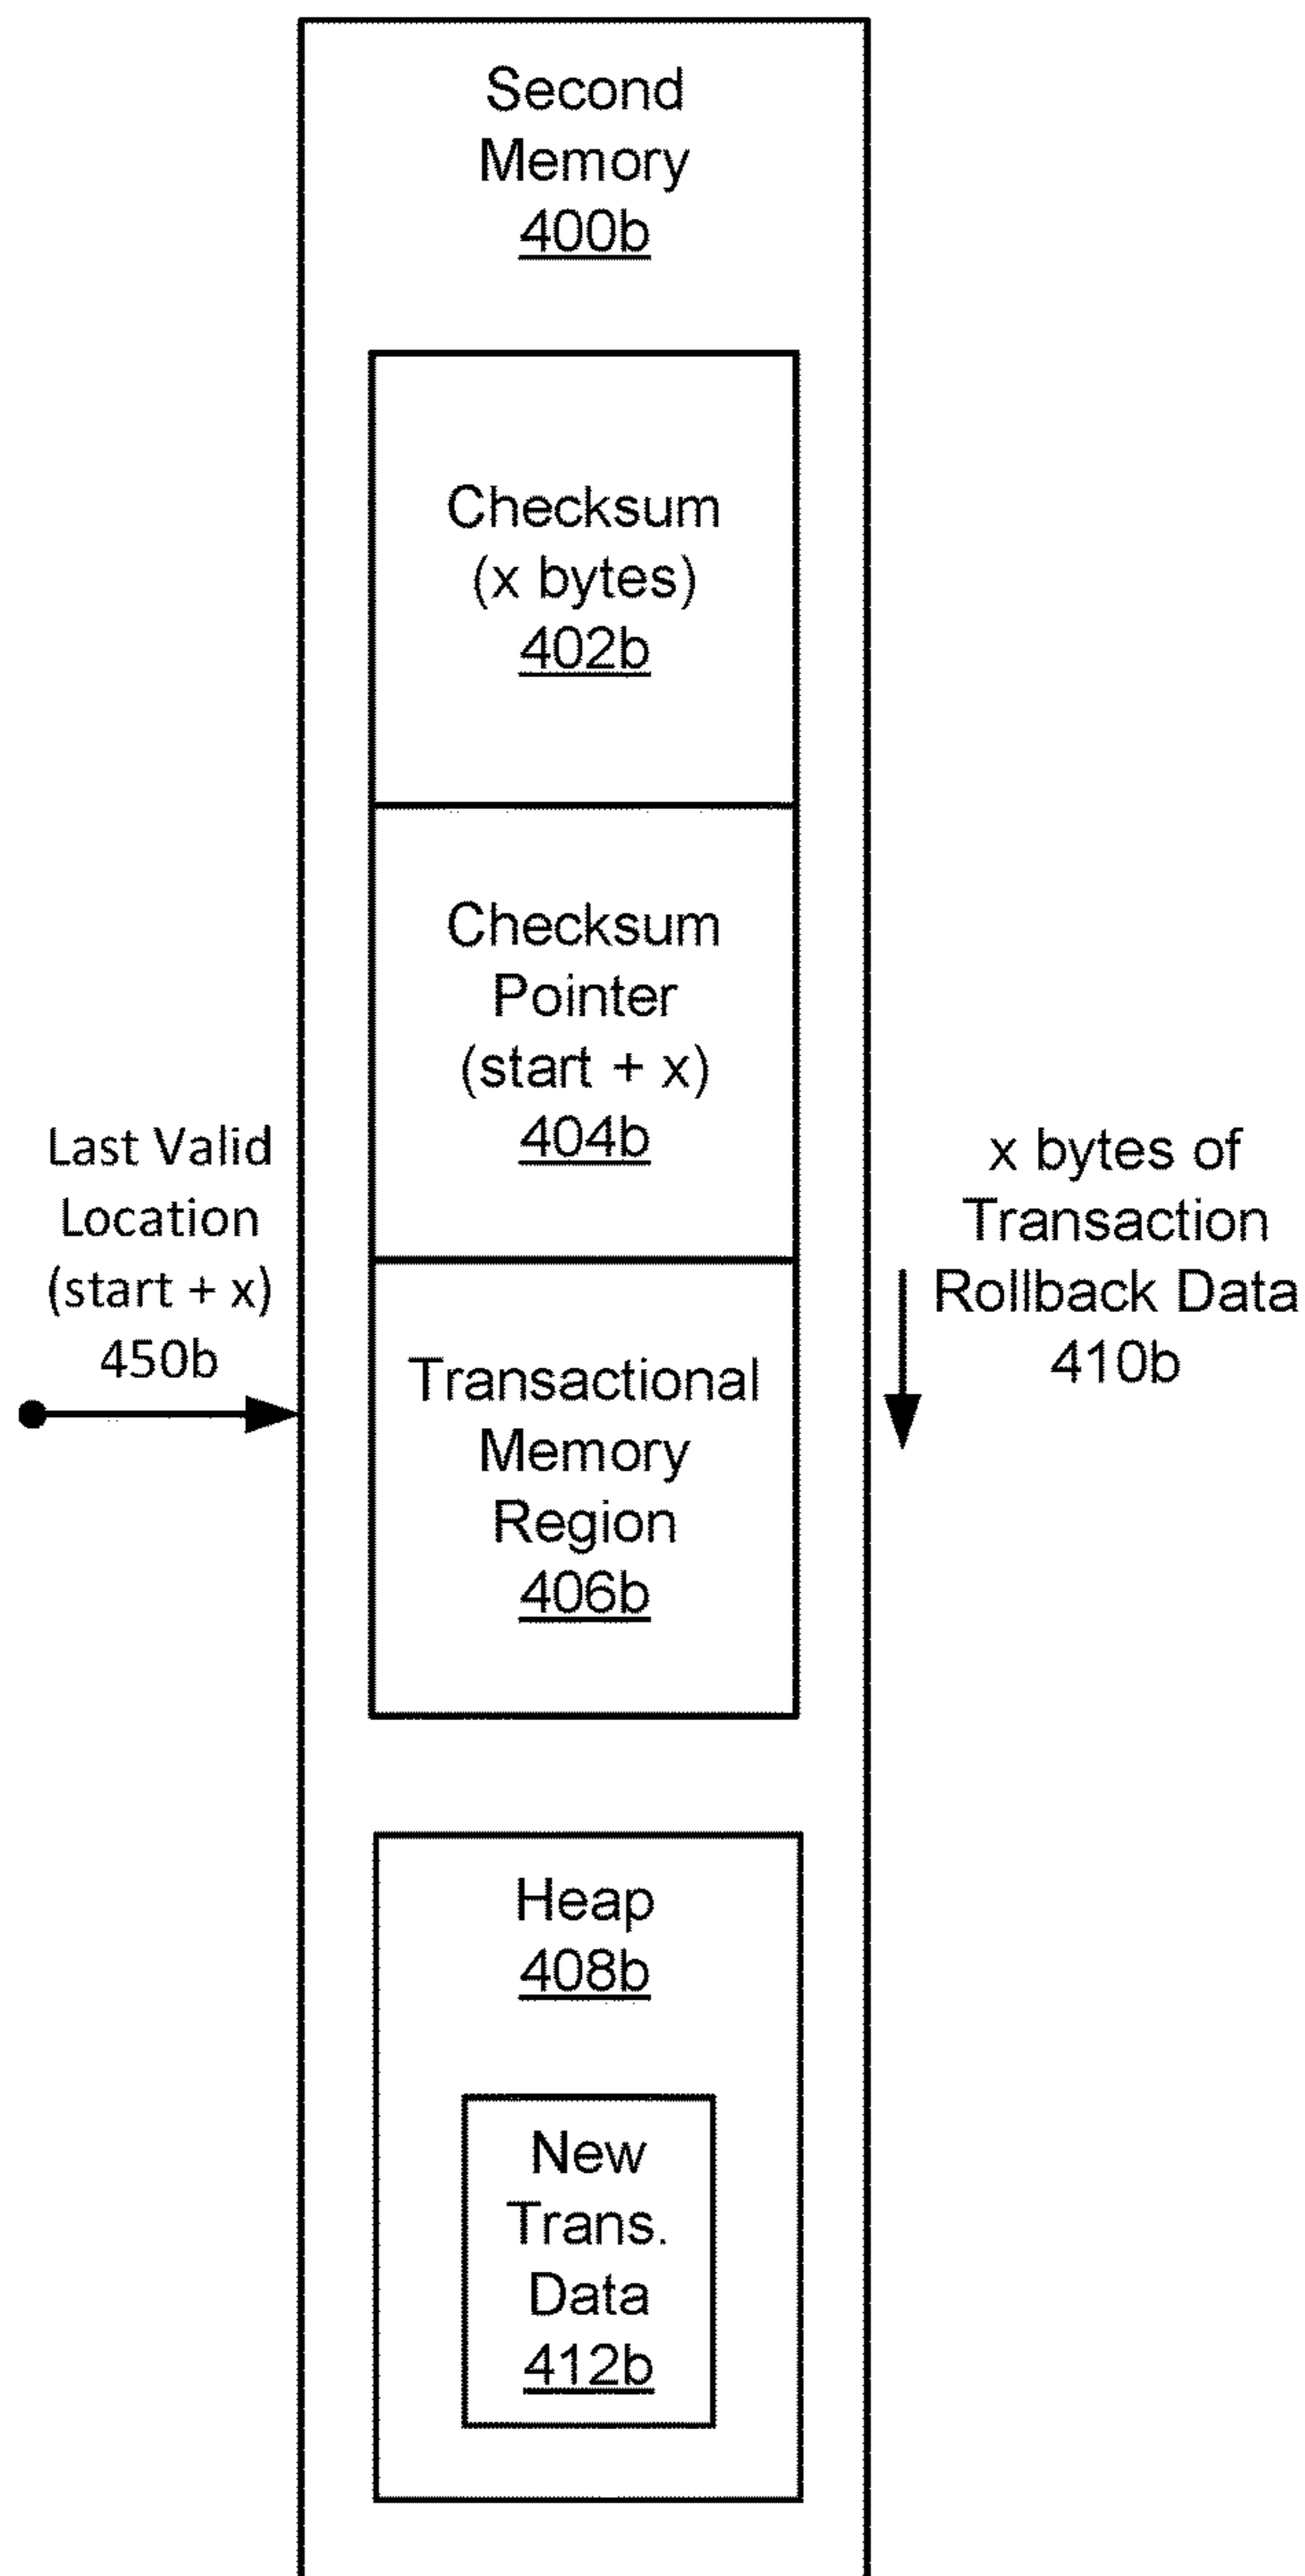 Second
Memory
400b
Checksum
(x bytes)
402b
Checksum
Pointer
(start + x)
404b
Last Valid
Location
(start + x)
450b
x bytes of
Transaction
Rollback Data
410b
Transactional
Memory
Region
406b
Heap
408b
New
Trans.
Data
412b